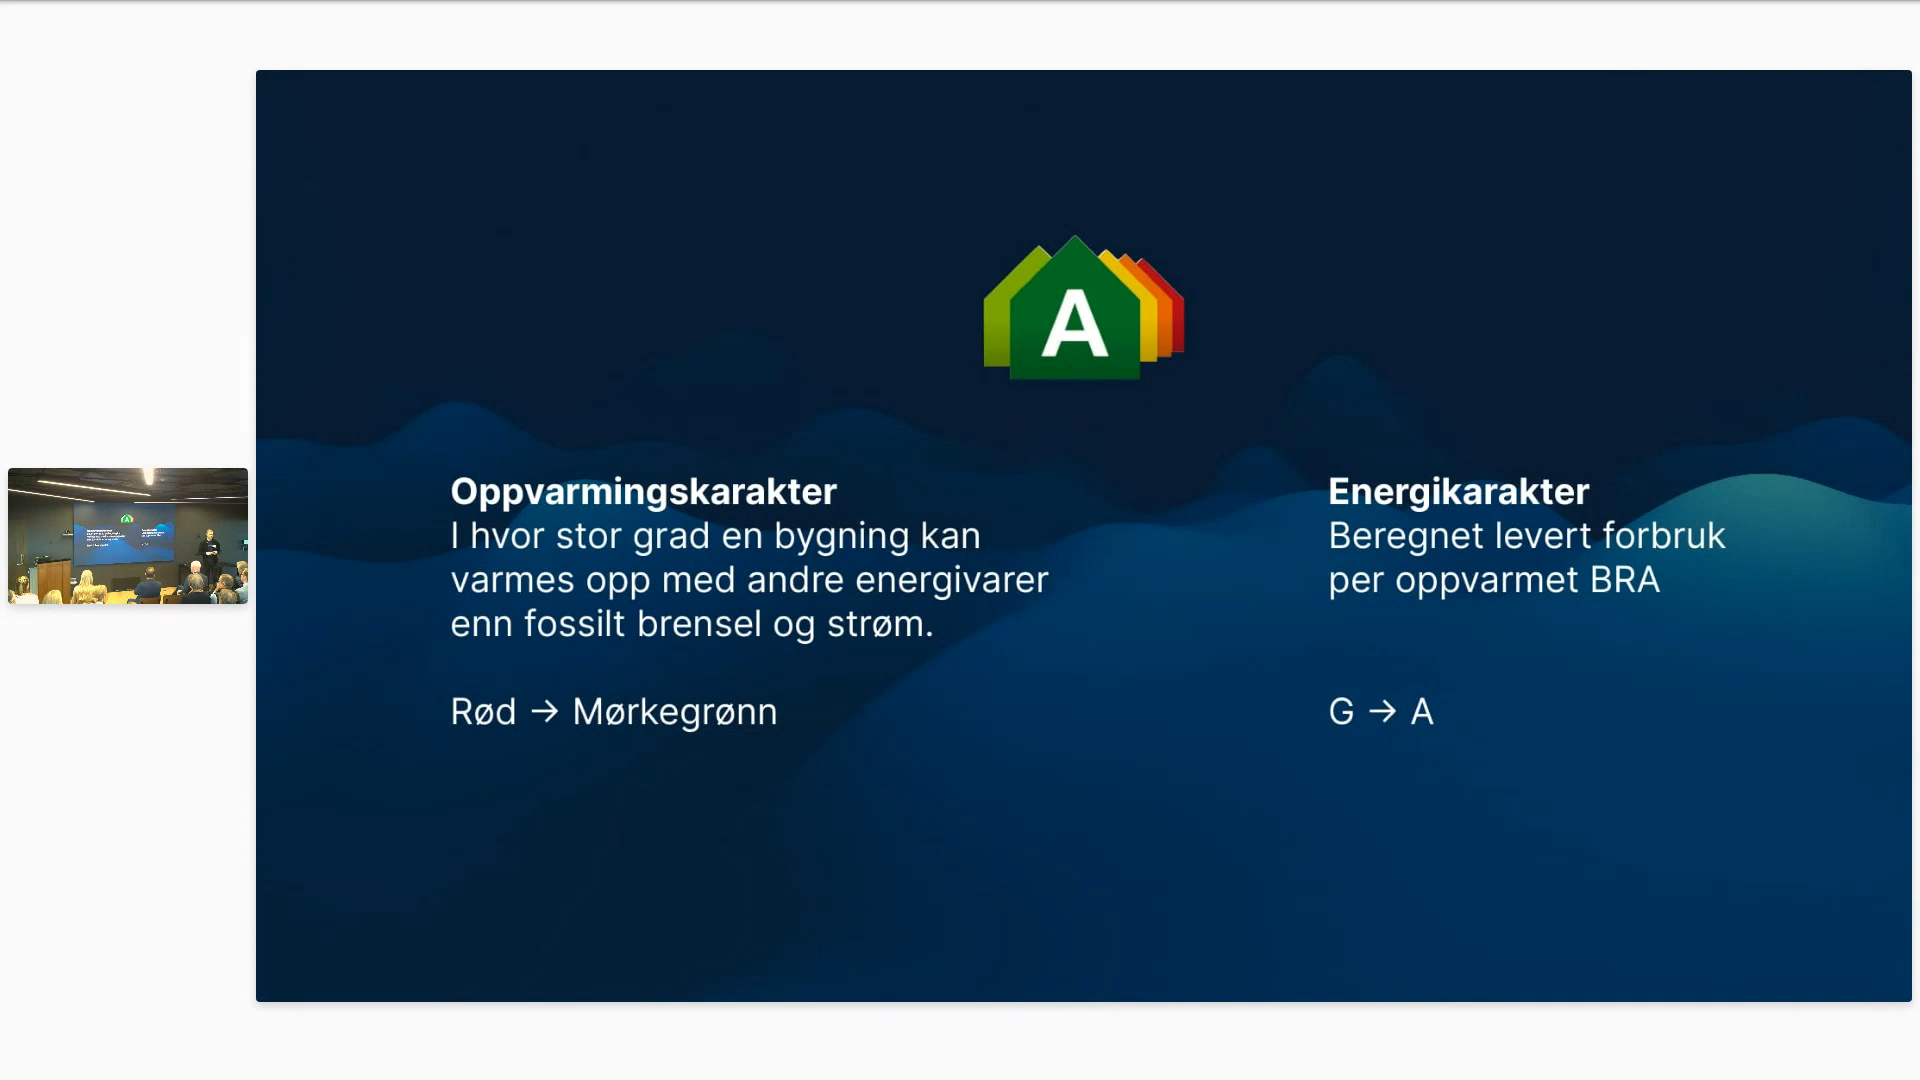 A
Oppvarmingskarakter
I hvor stor grad en bygning kan
varmes opp med andre energivarer
enn fossilt brensel og strøm.
Rød → Mørkegrønn
Energikarakter
Beregnet levert forbruk
per oppvarmet BRA
G → A